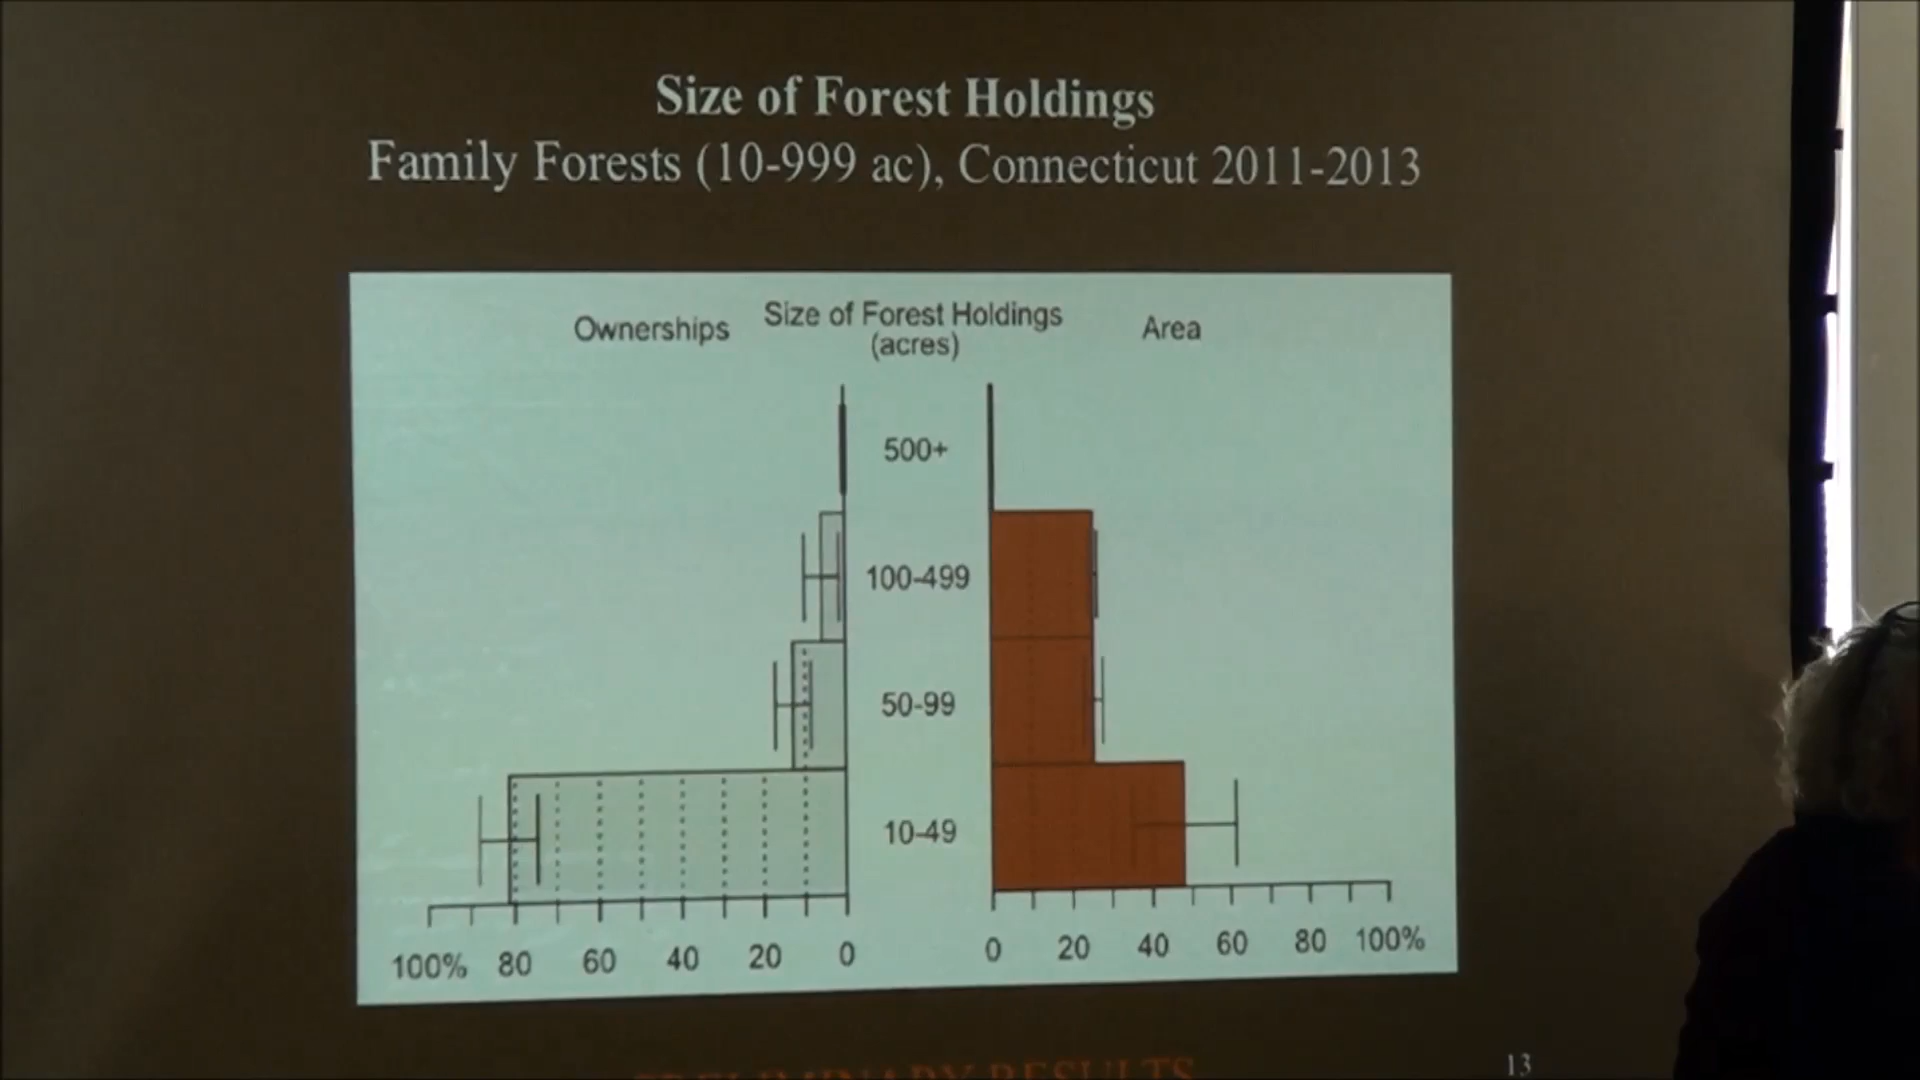 Size of Forest Holdings
Family Forests (10-999 ac), Connecticut 2011-2013
Ownerships
Size of Forest Holdings
(acres)
Area
500+
100-499
50-99
10-49
100% 80 60 40 20 0
0 20 40 60 80 100%
PRELIMINARY RESULTS
13